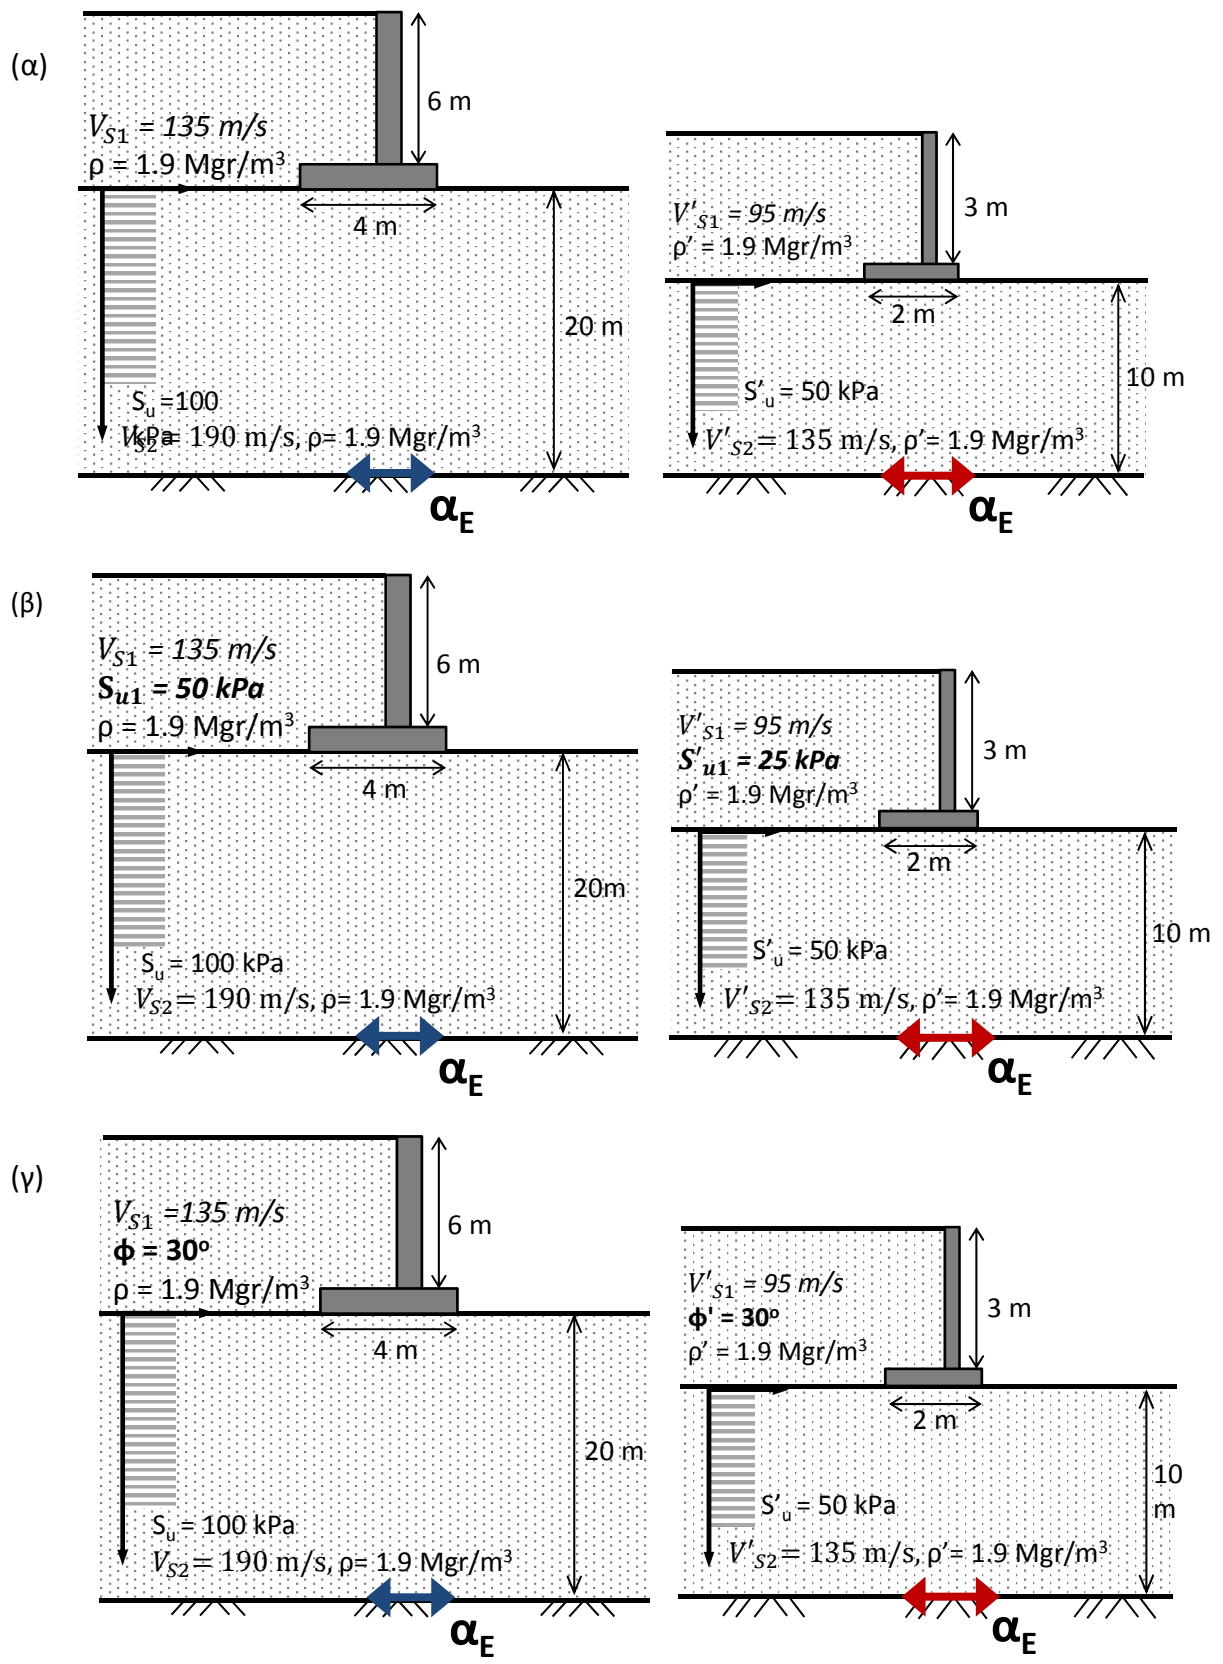 (α)
6 m
V_S1 = 135 m/s
ρ = 1.9 Mgr/m³
4 m
20 m
S_u =100
kPa
V_S2 = 190 m/s, ρ= 1.9 Mgr/m³
α_E
3 m
V'_S1 = 95 m/s
ρ' = 1.9 Mgr/m³
2 m
10 m
S'_u = 50 kPa
V'_S2 = 135 m/s, ρ'= 1.9 Mgr/m³
α_E
(β)
6 m
V_S1 = 135 m/s
S_u1 = 50 kPa
ρ = 1.9 Mgr/m³
4 m
20m
S_u = 100 kPa
V_S2 = 190 m/s, ρ= 1.9 Mgr/m³
α_E
3 m
V'_S1 = 95 m/s
S'_u1 = 25 kPa
ρ' = 1.9 Mgr/m³
2 m
10 m
S'_u = 50 kPa
V'_S2 = 135 m/s, ρ'= 1.9 Mgr/m³
α_E
(γ)
6 m
V_S1 =135 m/s
ϕ = 30°
ρ = 1.9 Mgr/m³
4 m
20 m
S_u = 100 kPa
V_S2 = 190 m/s, ρ= 1.9 Mgr/m³
α_E
3 m
V'_S1 = 95 m/s
ϕ' = 30°
ρ' = 1.9 Mgr/m³
2 m
10
m
S'_u = 50 kPa
V'_S2 = 135 m/s, ρ'= 1.9 Mgr/m³
α_E